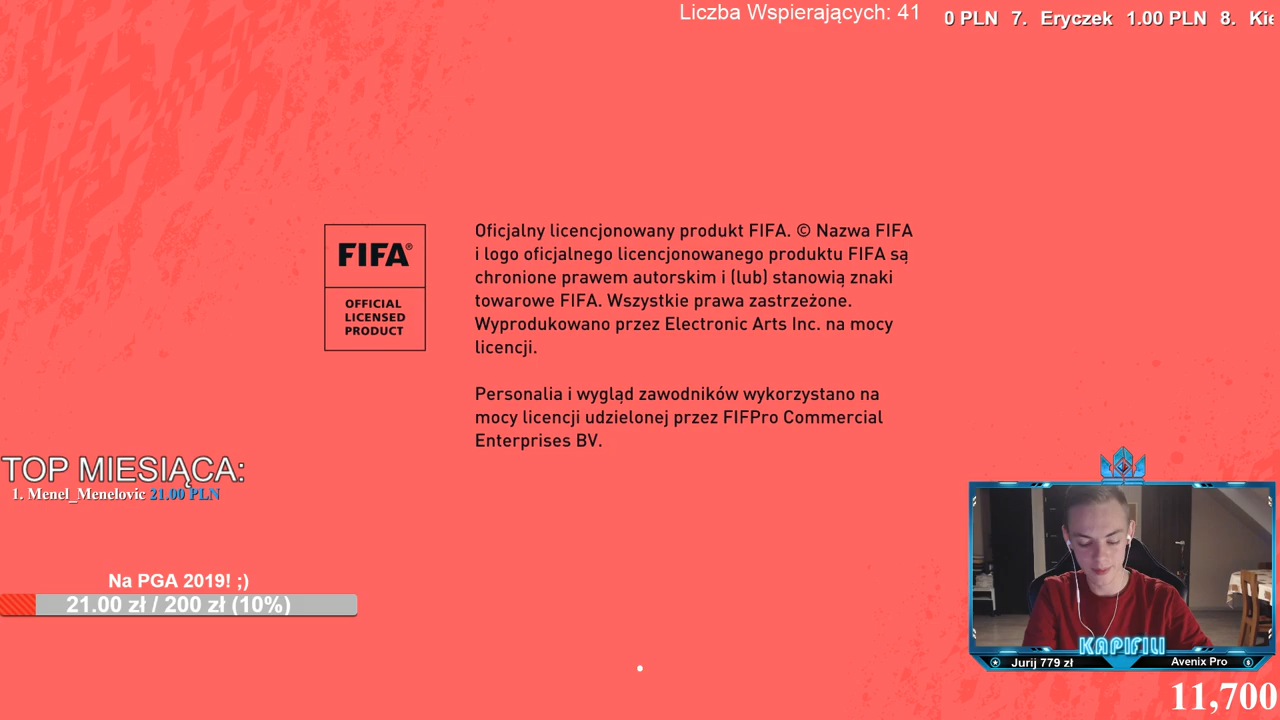 Liczba Wspierających: 41
0 PLN 7. Eryczek 1.00 PLN 8.
FIFA®
OFFICIAL
LICENSED
PRODUCT
Oficjalny licencjonowany produkt FIFA. © Nazwa FIFA
i logo oficjalnego licencjonowanego produktu FIFA są
chronione prawem autorskim i (lub) stanowią znaki
towarowe FIFA. Wszystkie prawa zastrzeżone.
Wyprodukowano przez Electronic Arts Inc. na mocy
licencji.
Personalia i wygląd zawodników wykorzystano na
mocy licencji udzielonej przez FIFPro Commercial
Enterprises BV.
TOP MIESIĄCA:
1. Menel_Menelovic 21.00 PLN
Na PGA 2019! ;)
21.00 zł / 200 zł (10%)
KAPIFILI
Jurij 779 zł
Avenix Pro
11,700